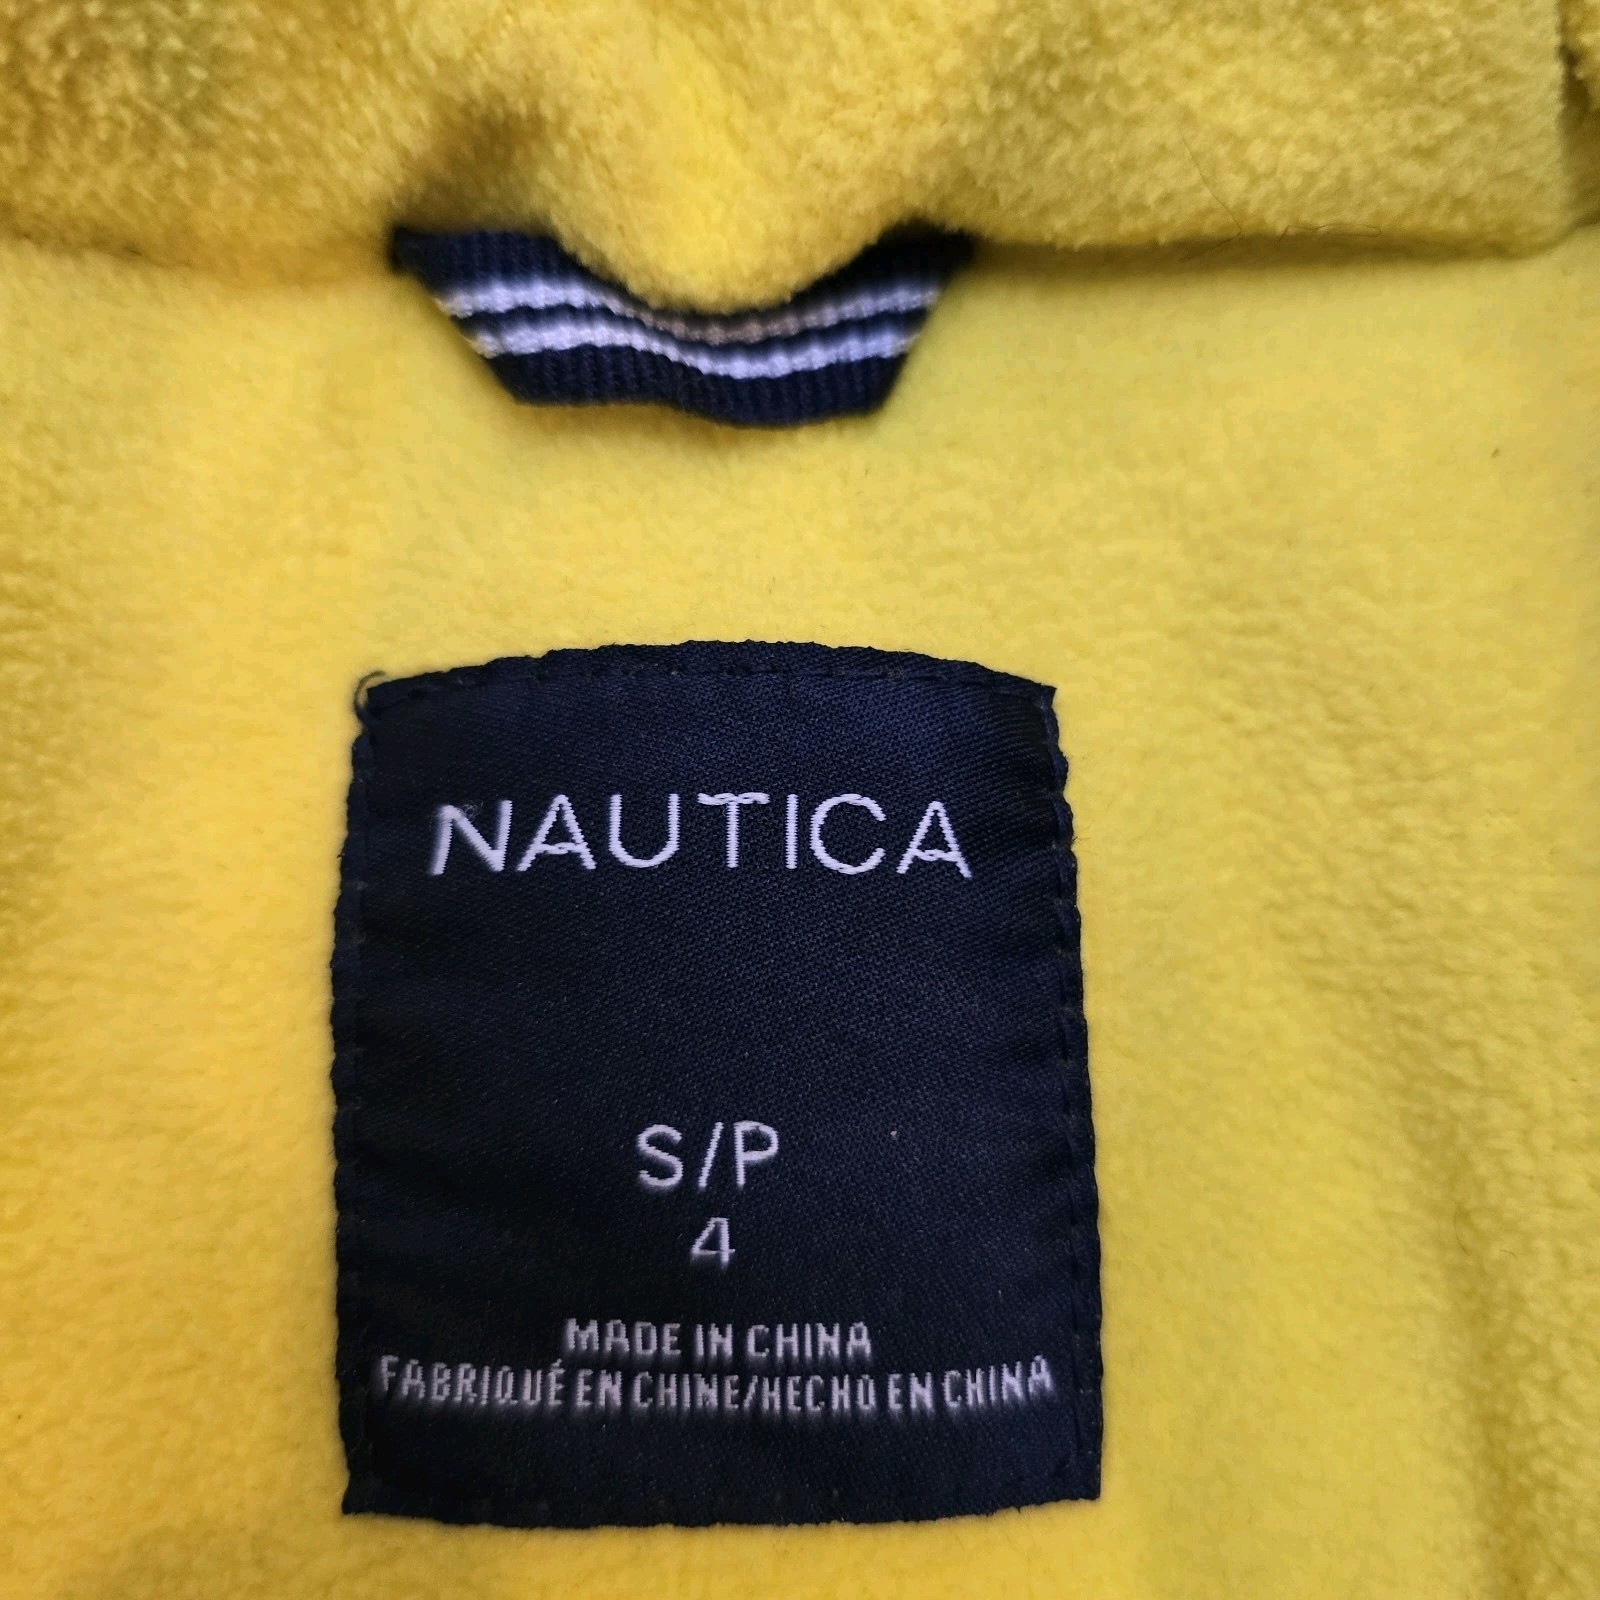 NAUTICA
S/P
4
MADE IN CHINA
FABRIQUÉ EN CHINE/HECHO EN CHINA